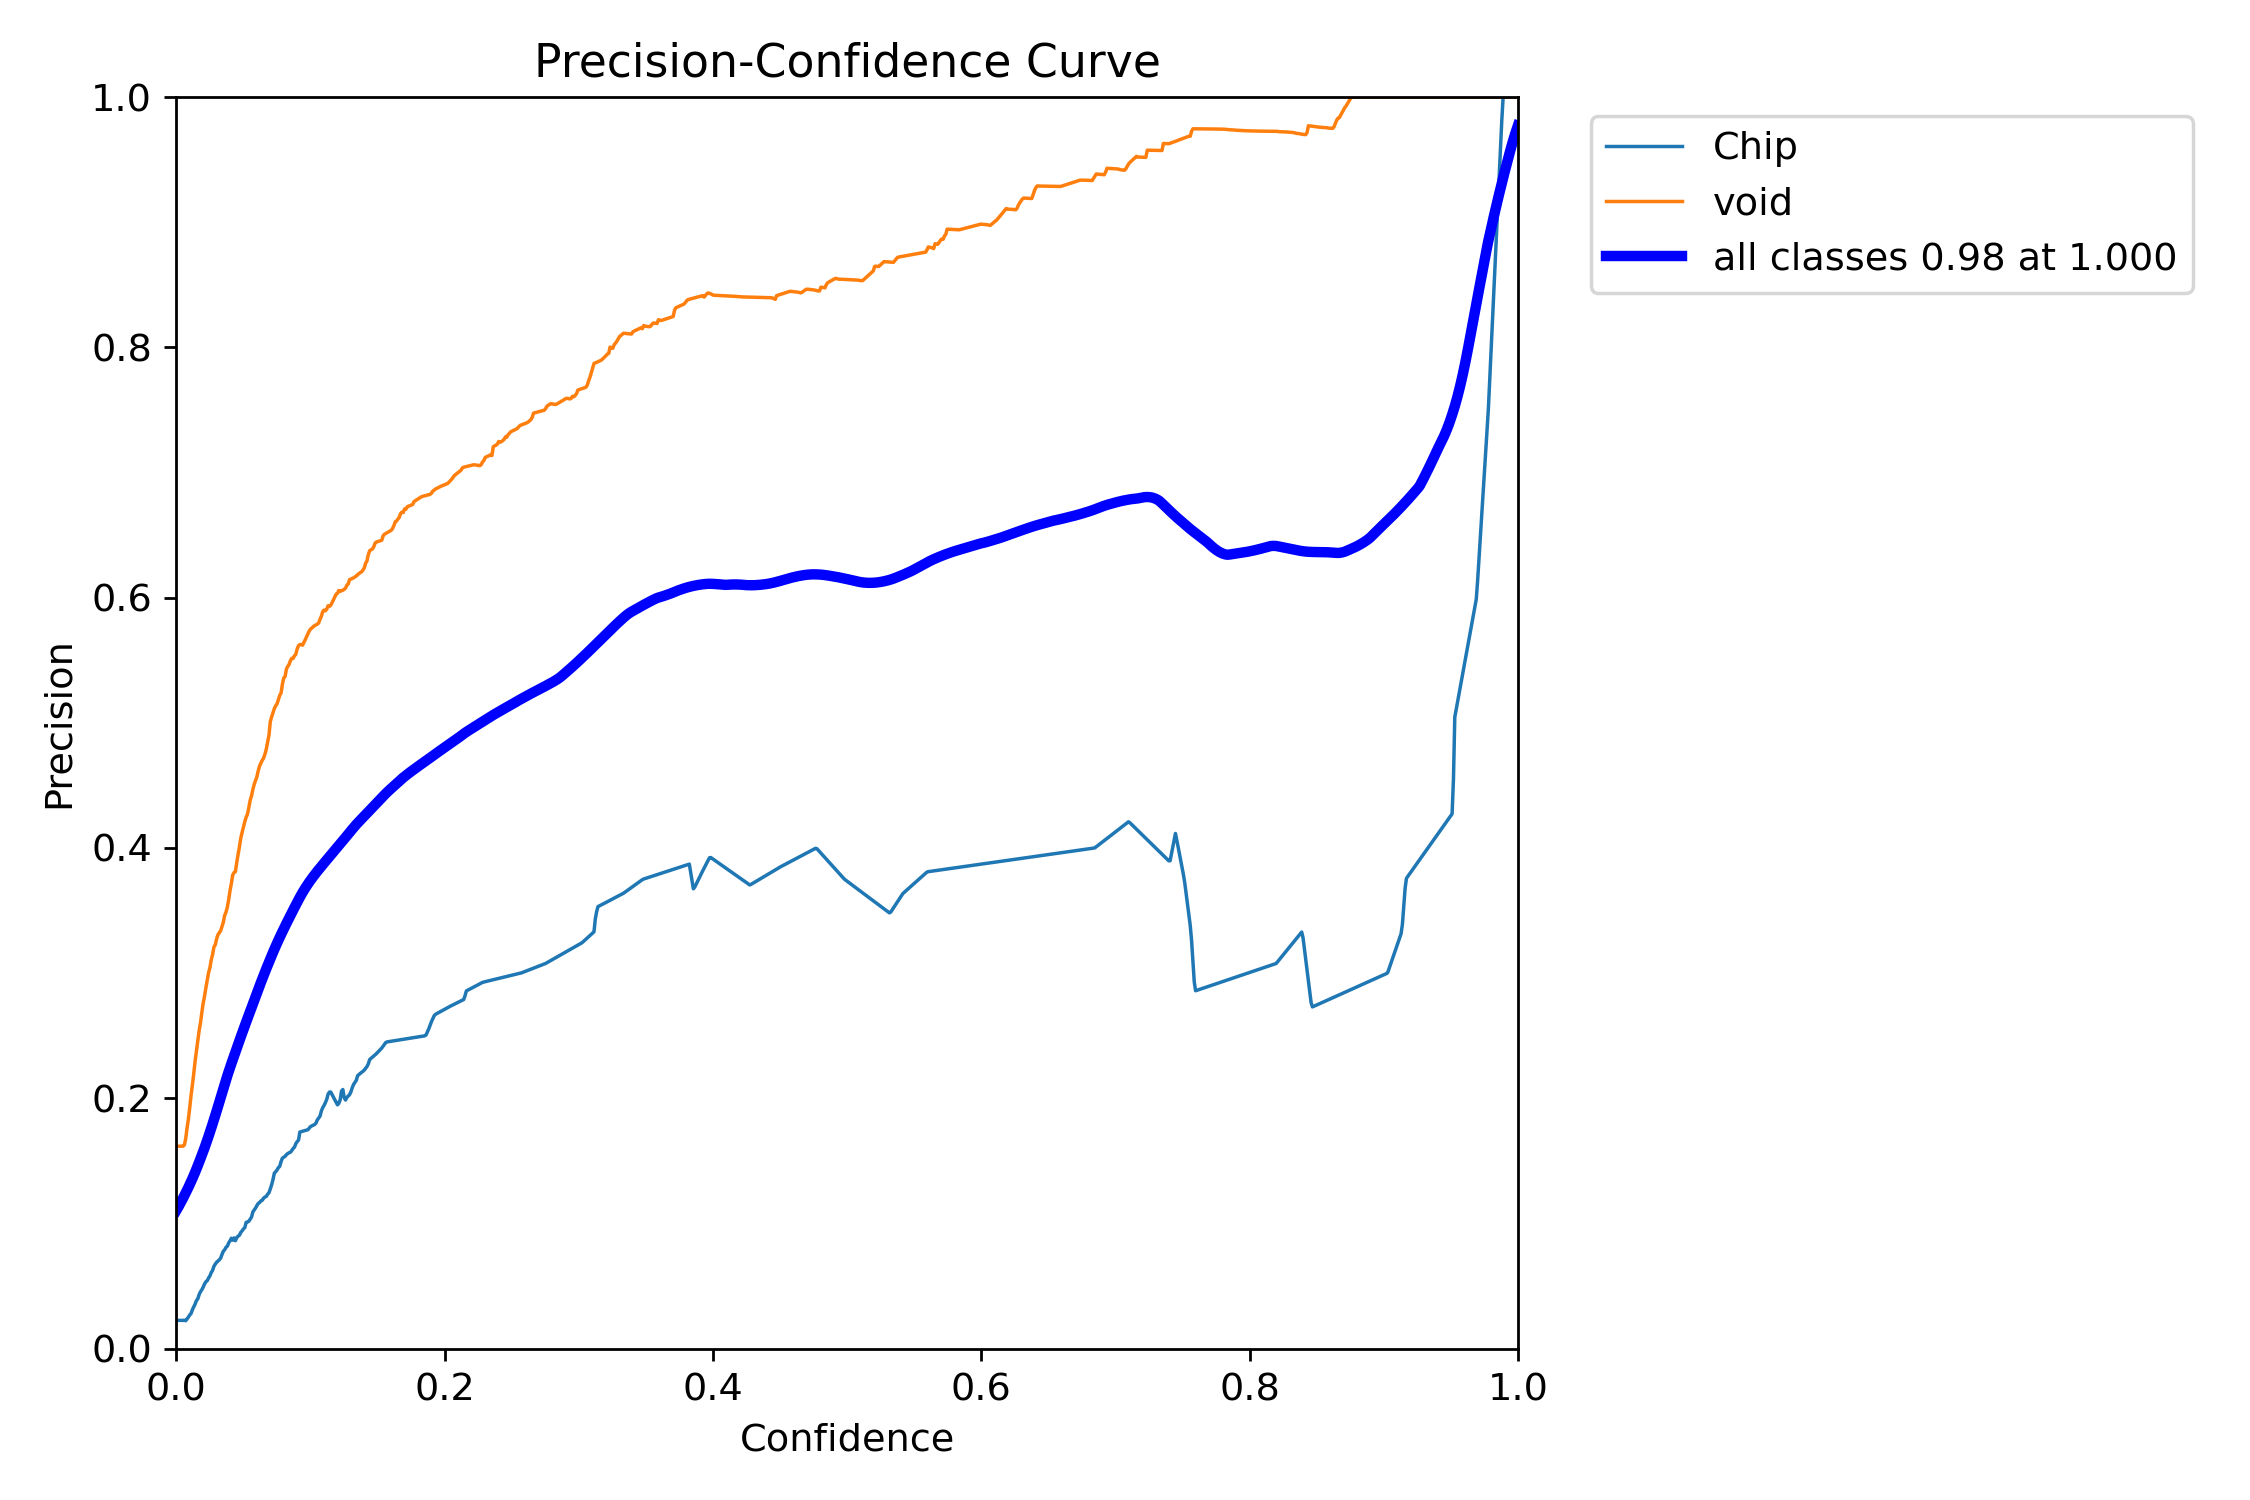 Precision-Confidence Curve
1.0
0.8
0.6
0.4
0.2
0.0
Precision
0.0 0.2 0.4 0.6 0.8 1.0
Confidence
Chip
void
all classes 0.98 at 1.000